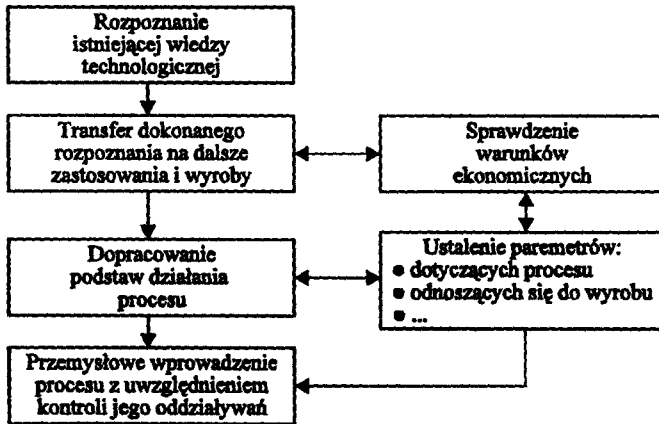 Rozpoznanie
istniejącej wiedzy
technologicznej
Transfer dokonanego
rozpoznania na dalsze
zastosowania i wyroby
Sprawdzenie
warunków
ekonomicznych
Dopracowanie
podstaw działania
procesu
Ustalenie paremetrów:
● dotyczących procesu
● odnoszących się do wyrobu
● ...
Przemysłowe wprowadzenie
procesu z uwzględnieniem
kontroli jego oddziaływań